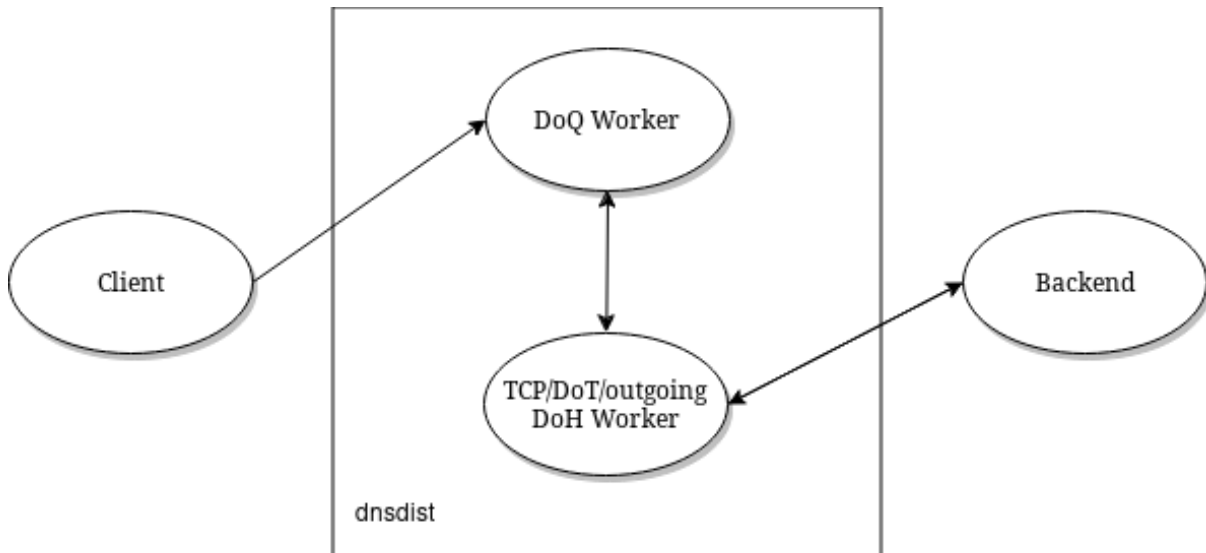 DoQ Worker
Client
Backend
TCP/DoT/outgoing
DoH Worker
dnsdist